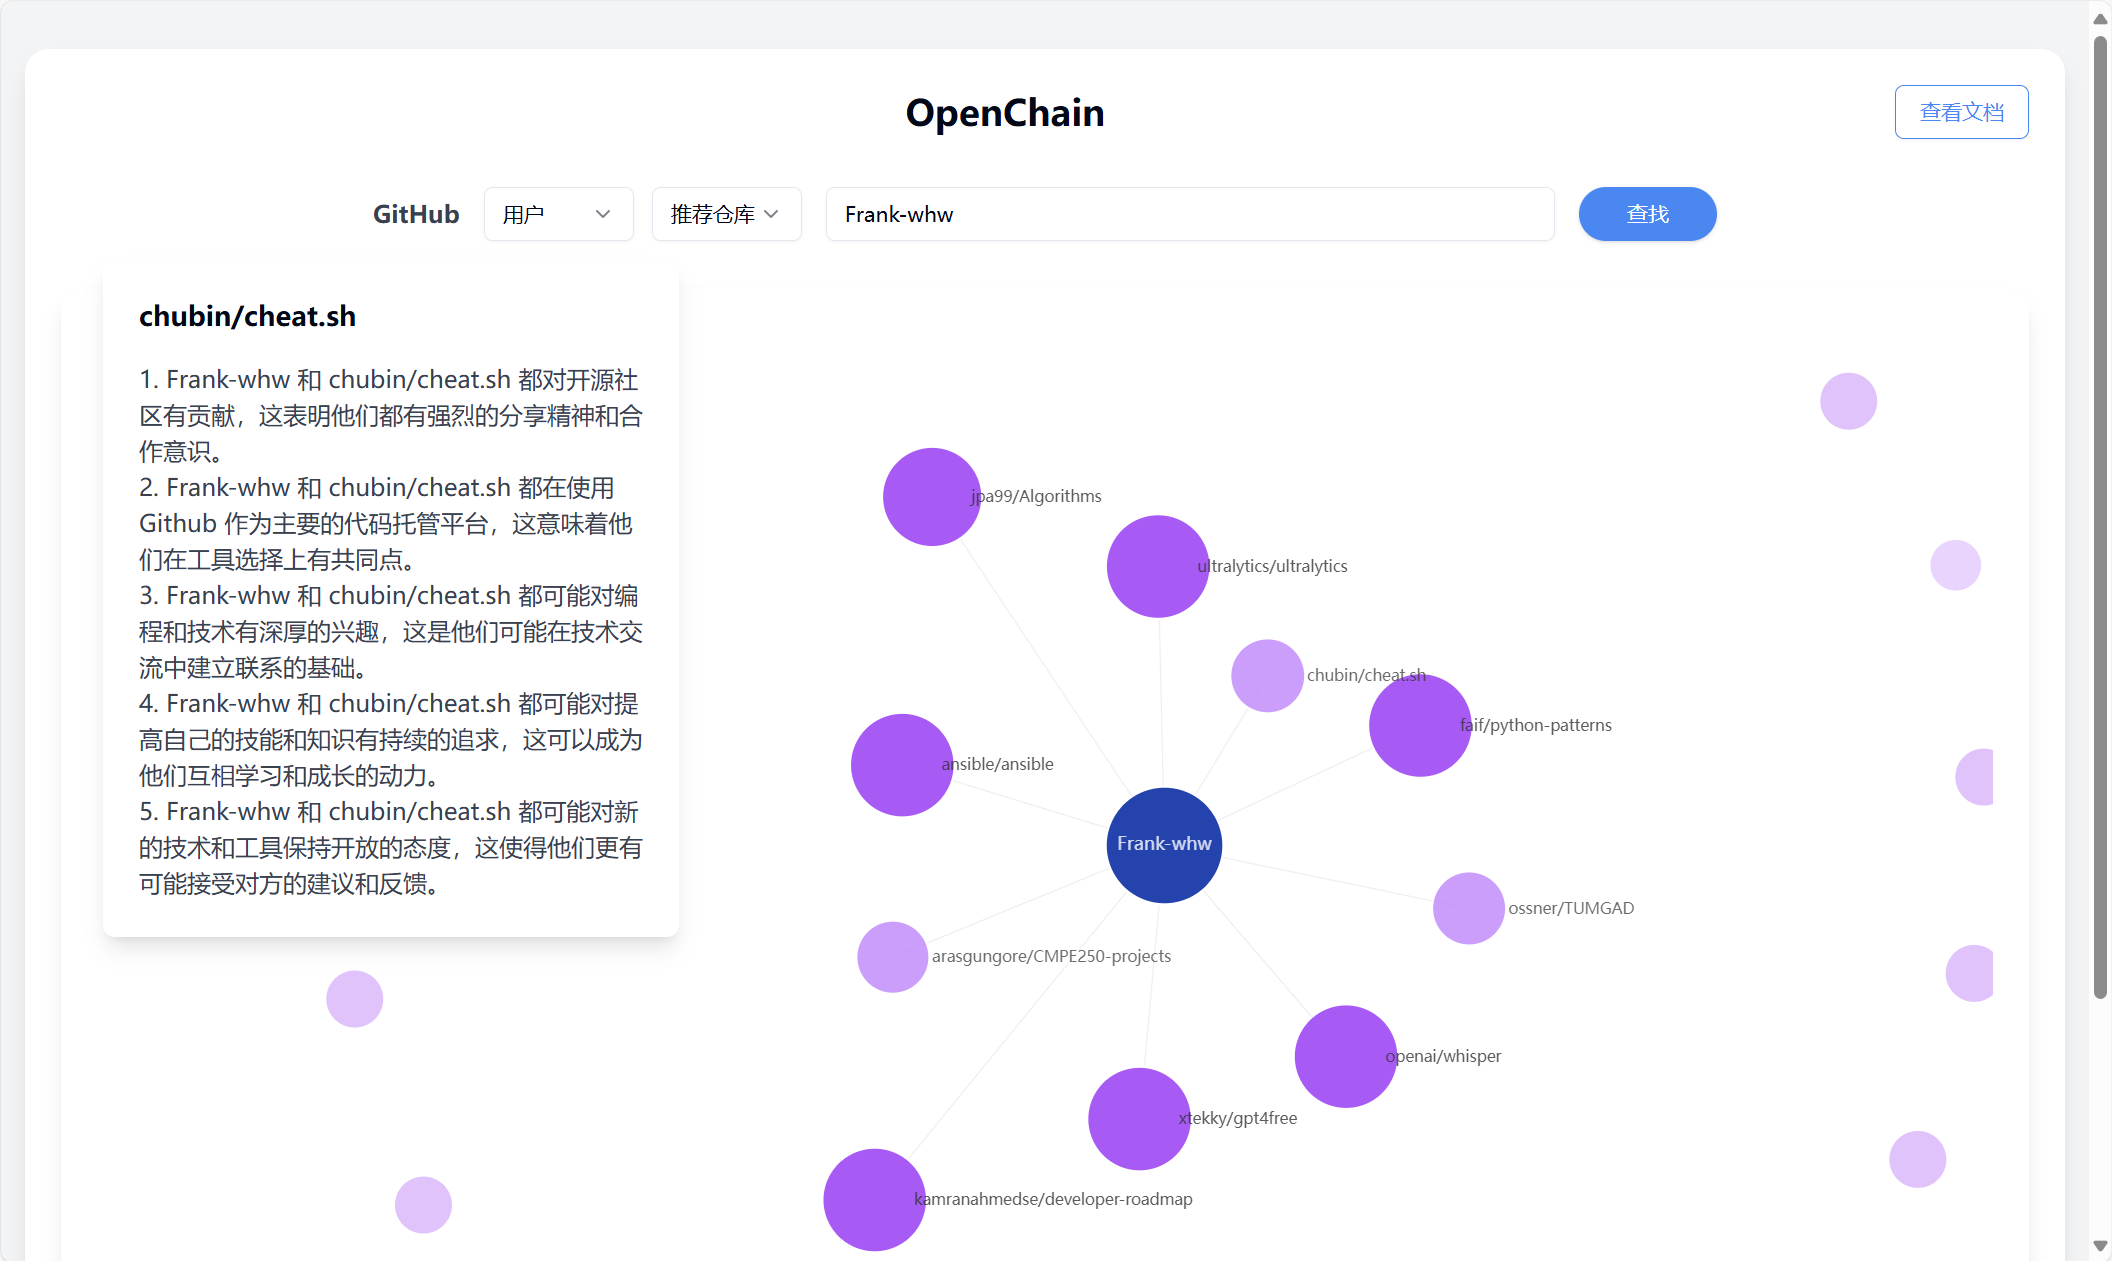 OpenChain
查看文档
GitHub
用户
推荐仓库
Frank-whw
查找
chubin/cheat.sh
1. Frank-whw 和 chubin/cheat.sh 都对开源社
区有贡献，这表明他们都有强烈的分享精神和合
作意识。
2. Frank-whw 和 chubin/cheat.sh 都在使用
Github 作为主要的代码托管平台，这意味着他
们在工具选择上有共同点。
3. Frank-whw 和 chubin/cheat.sh 都可能对编
程和技术有深厚的兴趣，这是他们可能在技术交
流中建立联系的基础。
4. Frank-whw 和 chubin/cheat.sh 都可能对提
高自己的技能和知识有持续的追求，这可以成为
他们互相学习和成长的动力。
5. Frank-whw 和 chubin/cheat.sh 都可能对新
的技术和工具保持开放的态度，这使得他们更有
可能接受对方的建议和反馈。
jpa99/Algorithms
ultralytics/ultralytics
chubin/cheat.sh
faif/python-patterns
ansible/ansible
Frank-whw
ossner/TUMGAD
arasgungore/CMPE250-projects
openai/whisper
xtekky/gpt4free
kamranahmedse/developer-roadmap